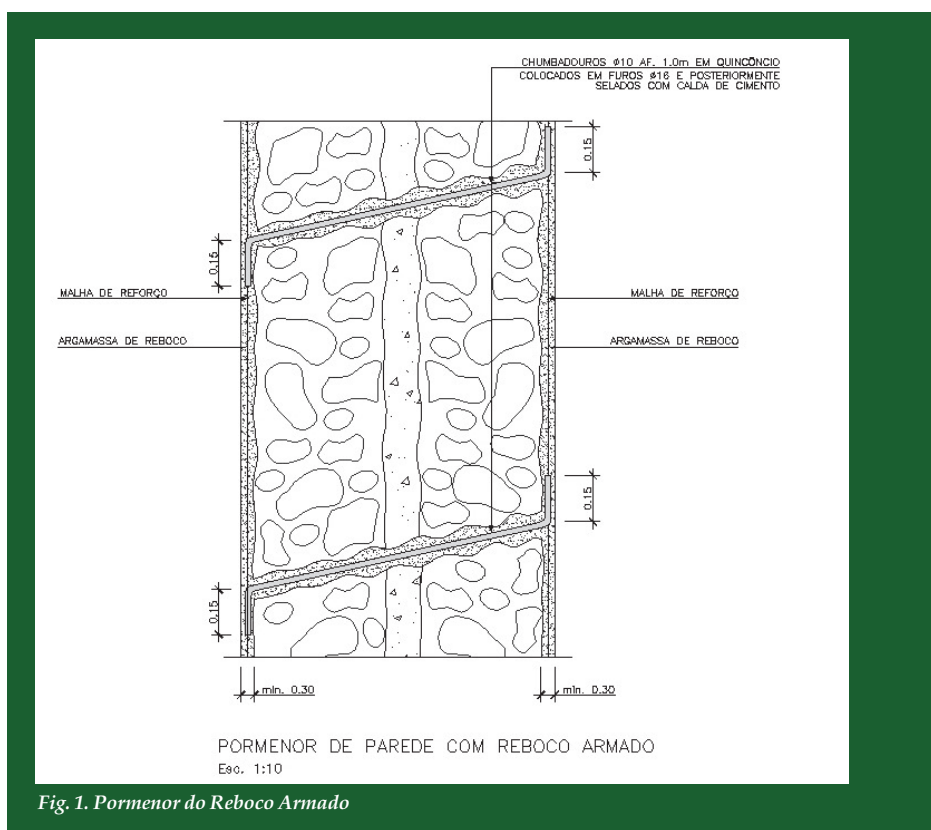 CHUMBADOUROS ø10 AF. 1.0m EM QUINCÔNCIO
COLOCADOS EM FUROS ø16 E POSTERIORMENTE
SELADOS COM CALDA DE CIMENTO
0.15
0.15
MALHA DE REFORÇO
MALHA DE REFORÇO
ARGAMASSA DE REBOCO
ARGAMASSA DE REBOCO
0.15
0.15
min. 0.30
min. 0.30
PORMENOR DE PAREDE COM REBOCO ARMADO
Esc. 1:10
Fig. 1. Pormenor do Reboco Armado